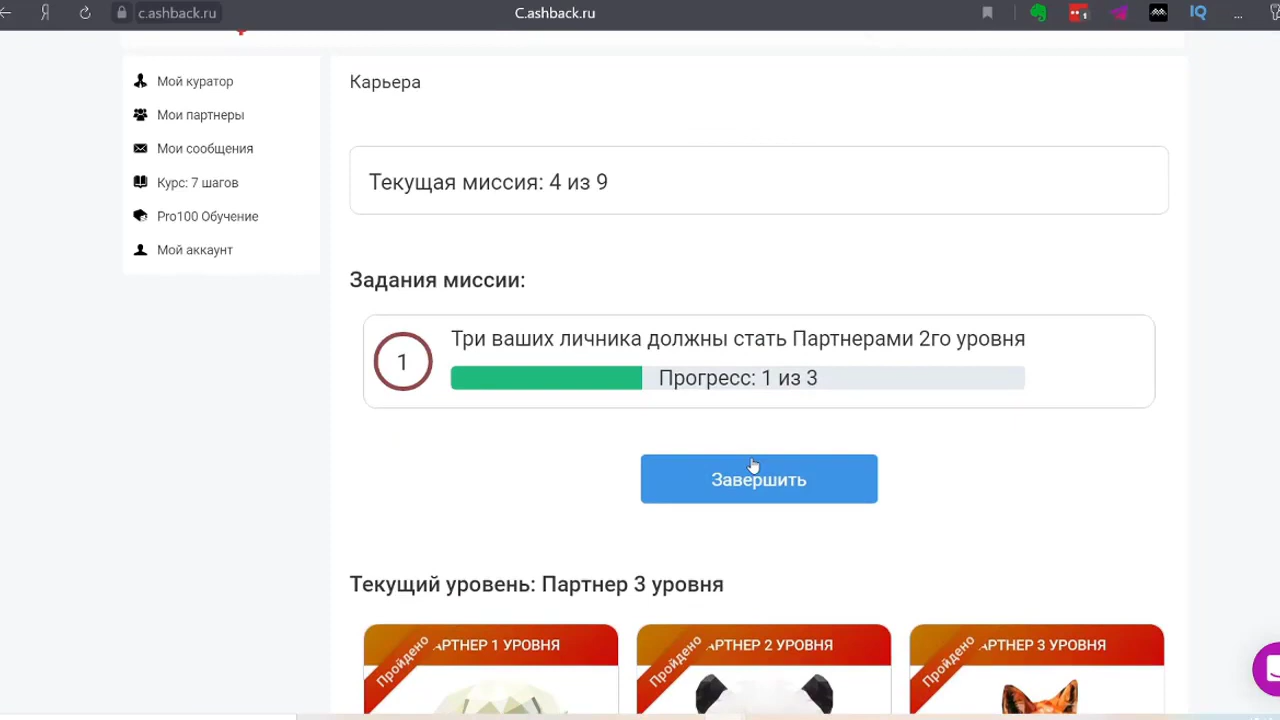 c.ashback.ru
C.ashback.ru
1
IQ
Мой куратор
Мои партнеры
Мои сообщения
Курс: 7 шагов
Pro100 Обучение
Мой аккаунт
Карьера
Текущая миссия: 4 из 9
Задания миссии:
1
Три ваших личника должны стать Партнерами 2го уровня
Прогресс: 1 из 3
Завершить
Текущий уровень: Партнер 3 уровня
Пройдено
АРТНЕР 1 УРОВНЯ
Пройдено
АРТНЕР 2 УРОВНЯ
Пройдено
АРТНЕР 3 УРОВНЯ